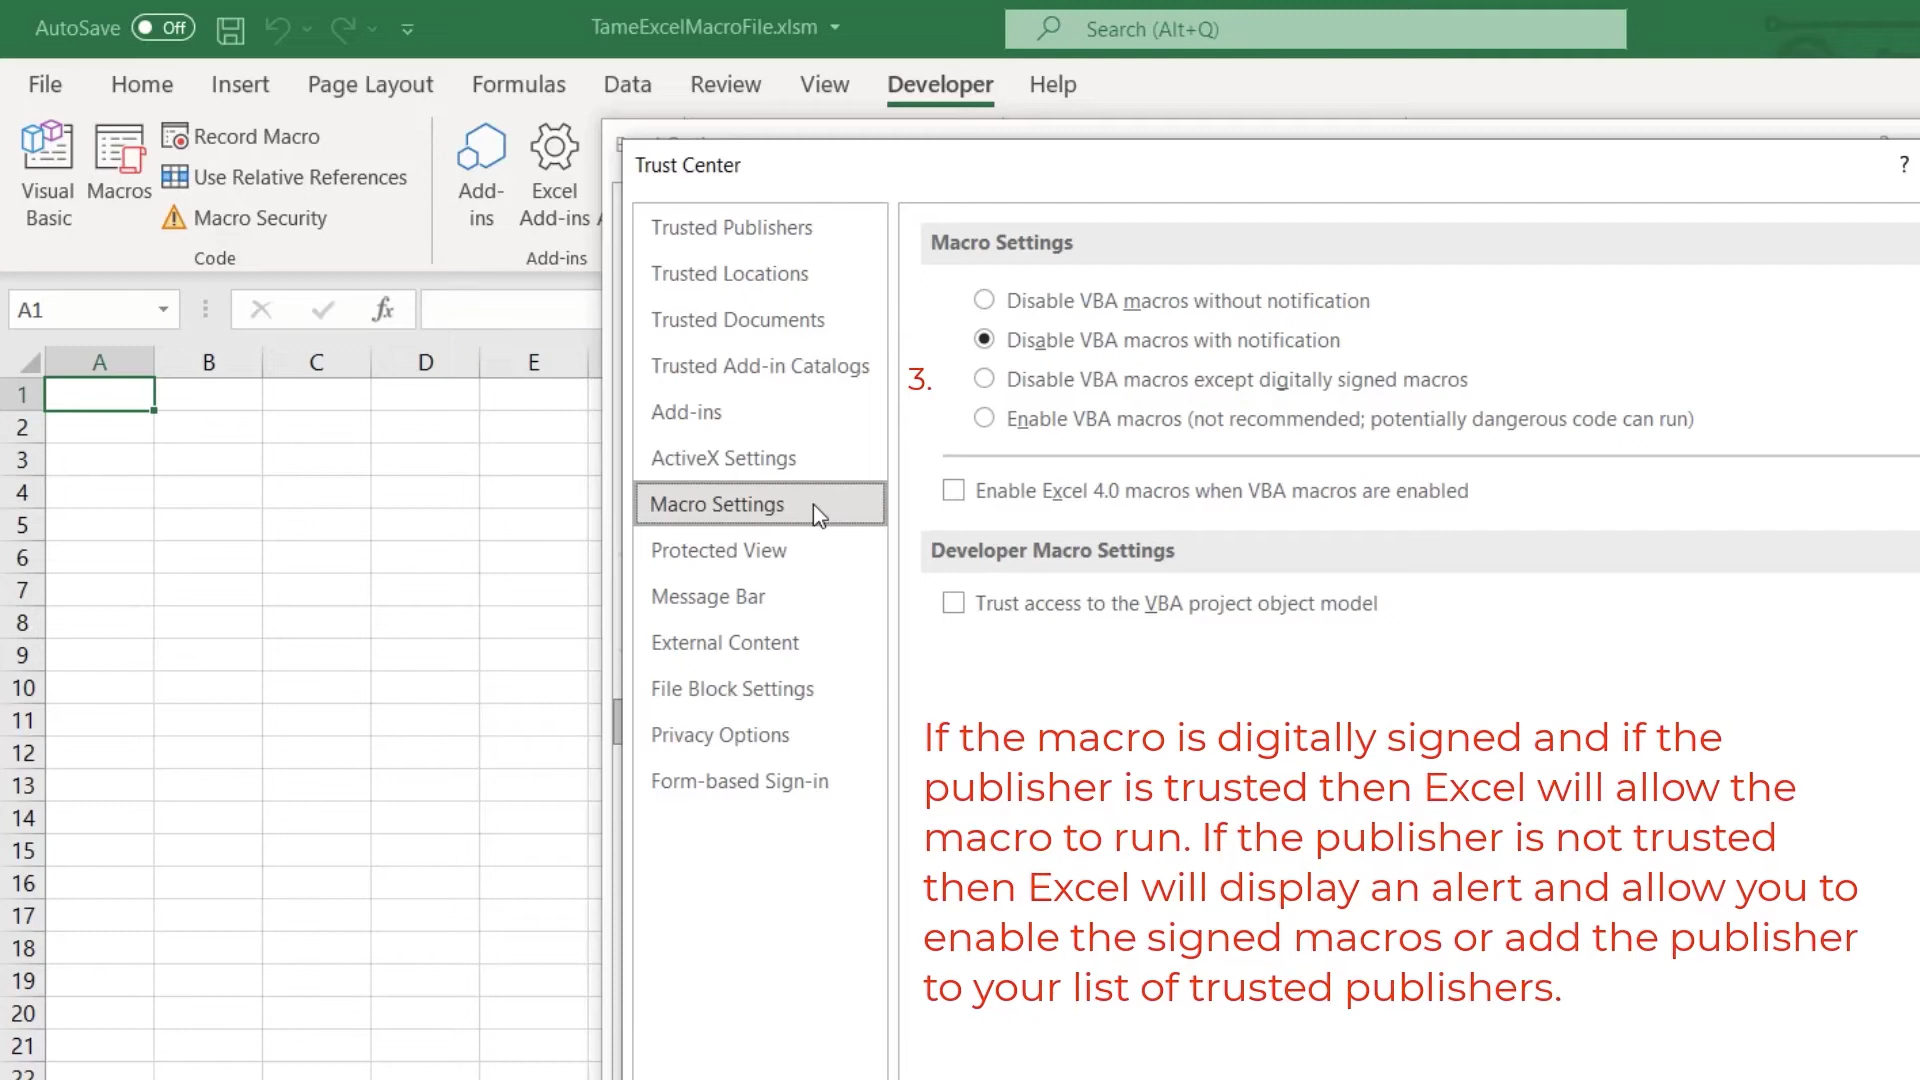 AutoSave Off
TameExcelMacroFile.xlsm
Search (Alt+Q)
File Home Insert Page Layout Formulas Data Review View Developer Help
Visual Basic
Macros
Record Macro
Use Relative References
Macro Security
Code
Add-ins
Excel Add-ins
Add-ins
Trust Center
?
A1
fx
A B C D E
1
2
3
4
5
6
7
8
9
10
11
12
13
14
15
16
17
18
19
20
21
22
Trusted Publishers
Trusted Locations
Trusted Documents
Trusted Add-in Catalogs
Add-ins
ActiveX Settings
Macro Settings
Protected View
Message Bar
External Content
File Block Settings
Privacy Options
Form-based Sign-in
Macro Settings
Disable VBA macros without notification
Disable VBA macros with notification
3. Disable VBA macros except digitally signed macros
Enable VBA macros (not recommended; potentially dangerous code can run)
Enable Excel 4.0 macros when VBA macros are enabled
Developer Macro Settings
Trust access to the VBA project object model
If the macro is digitally signed and if the
publisher is trusted then Excel will allow the
macro to run. If the publisher is not trusted
then Excel will display an alert and allow you to
enable the signed macros or add the publisher
to your list of trusted publishers.